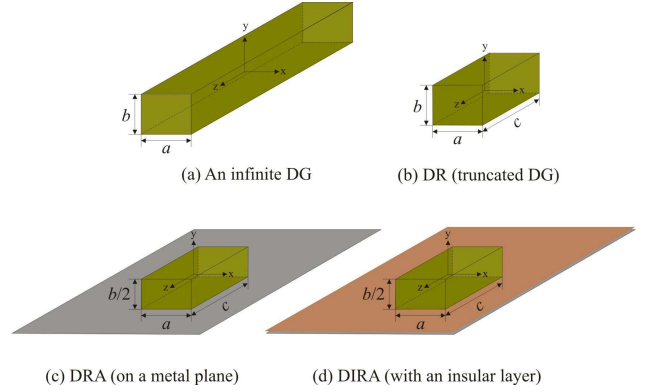 y
x
z
b
a
(a) An infinite DG
y
x
z
b
a
c
(b) DR (truncated DG)
y
x
z
b/2
a
c
(c) DRA (on a metal plane)
y
x
z
b/2
a
c
(d) DIRA (with an insular layer)